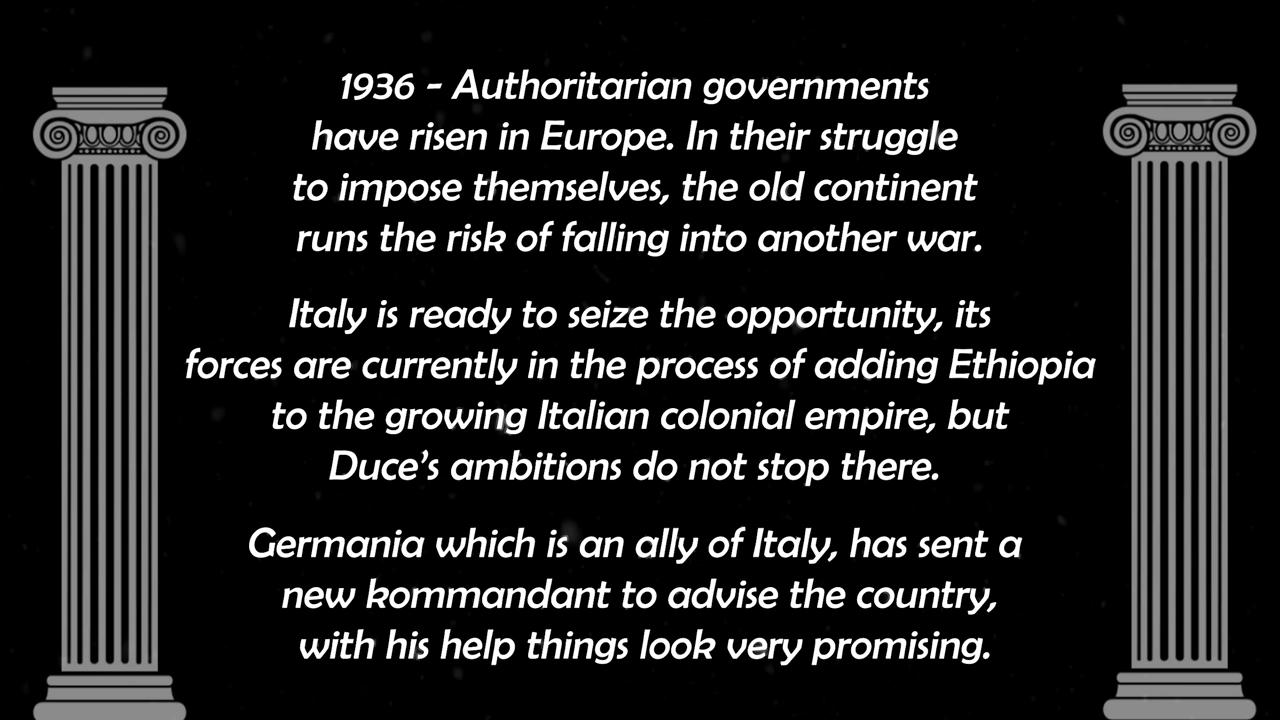 1936 - Authoritarian governments
have risen in Europe. In their struggle
to impose themselves, the old continent
runs the risk of falling into another war.
Italy is ready to seize the opportunity, its
forces are currently in the process of adding Ethiopia
to the growing Italian colonial empire, but
Duce’s ambitions do not stop there.
Germania which is an ally of Italy, has sent a
new kommandant to advise the country,
with his help things look very promising.